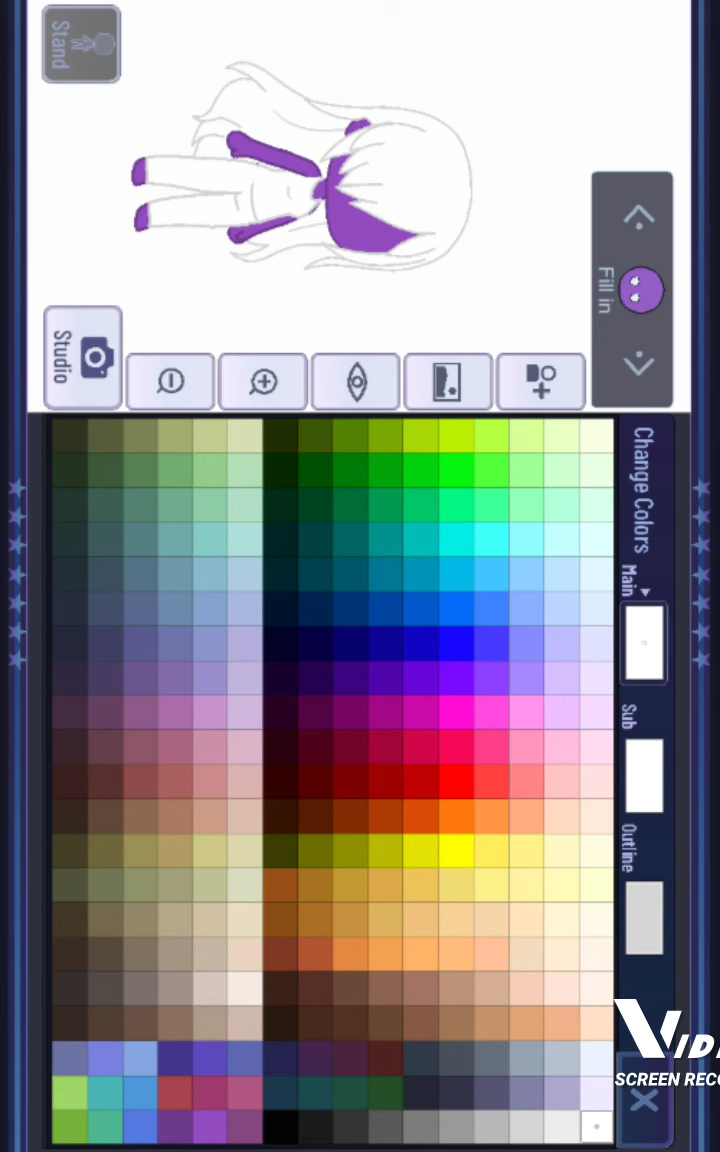 Stand
Fill in
Studio
Change Colors
Main
Sub
Outline
X
SCREEN REC